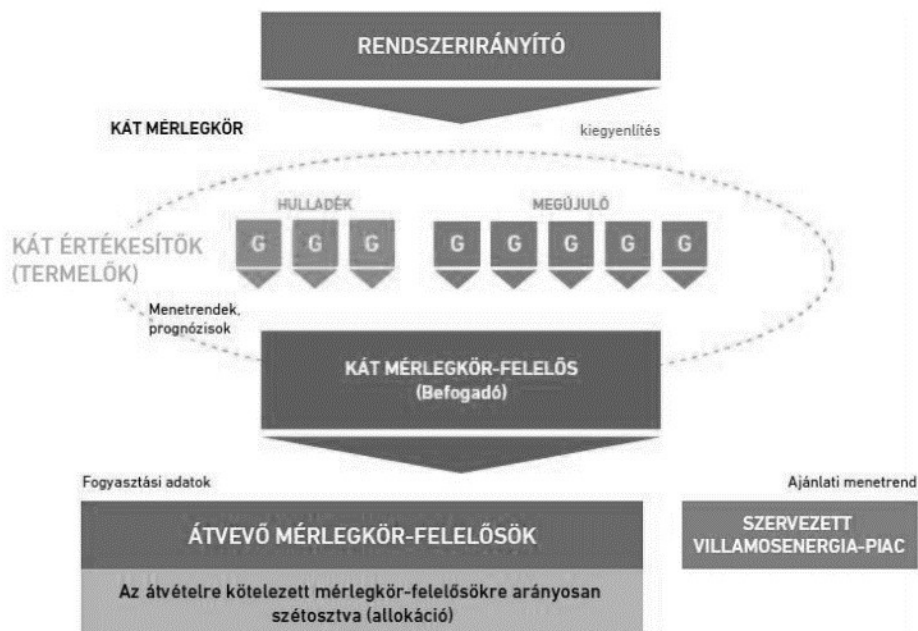 RENDSZERIRÁNYÍTÓ
KÁT MÉRLEGKÖR
kiegyenlítés
HULLADÉK
MEGÚJULÓ
G G G G G G G G
KÁT ÉRTÉKESÍTŐK
(TERMELŐK)
Menetrendek,
prognózisok
KÁT MÉRLEGKÖR-FELELŐS
(Befogadó)
Fogyasztási adatok
Ajánlati menetrend
ÁTVEVŐ MÉRLEGKÖR-FELELŐSÖK
SZERVEZETT
VILLAMOSENERGIA-PIAC
Az átvételre kötelezett mérlegkör-felelősökre arányosan
szétosztva (allokáció)